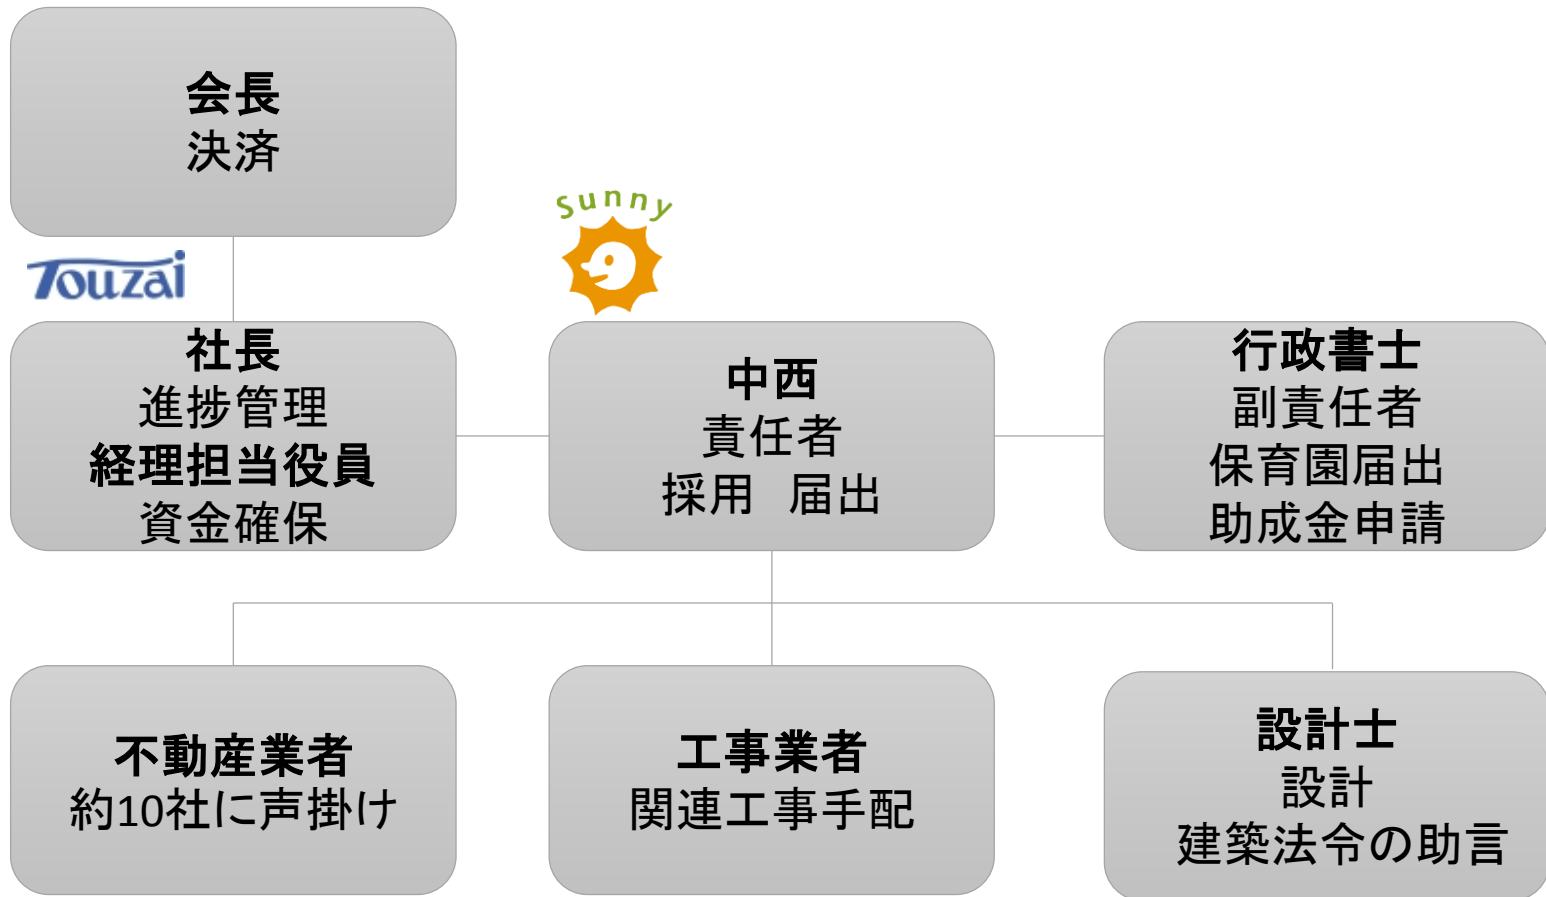 会長
決済
Touzai
Sunny
社長
進捗管理
経理担当役員
資金確保
中西
責任者
採用　届出
行政書士
副責任者
保育園届出
助成金申請
不動産業者
約10社に声掛け
工事業者
関連工事手配
設計士
設計
建築法令の助言